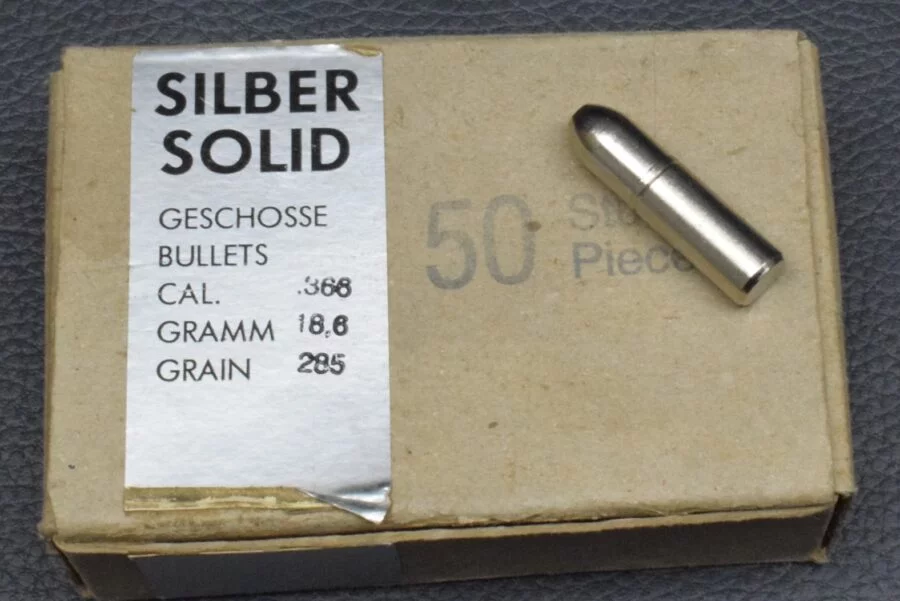 SILBER
SOLID
GESCHOSSE
BULLETS
CAL. .366
GRAMM 18,6
GRAIN 285
50